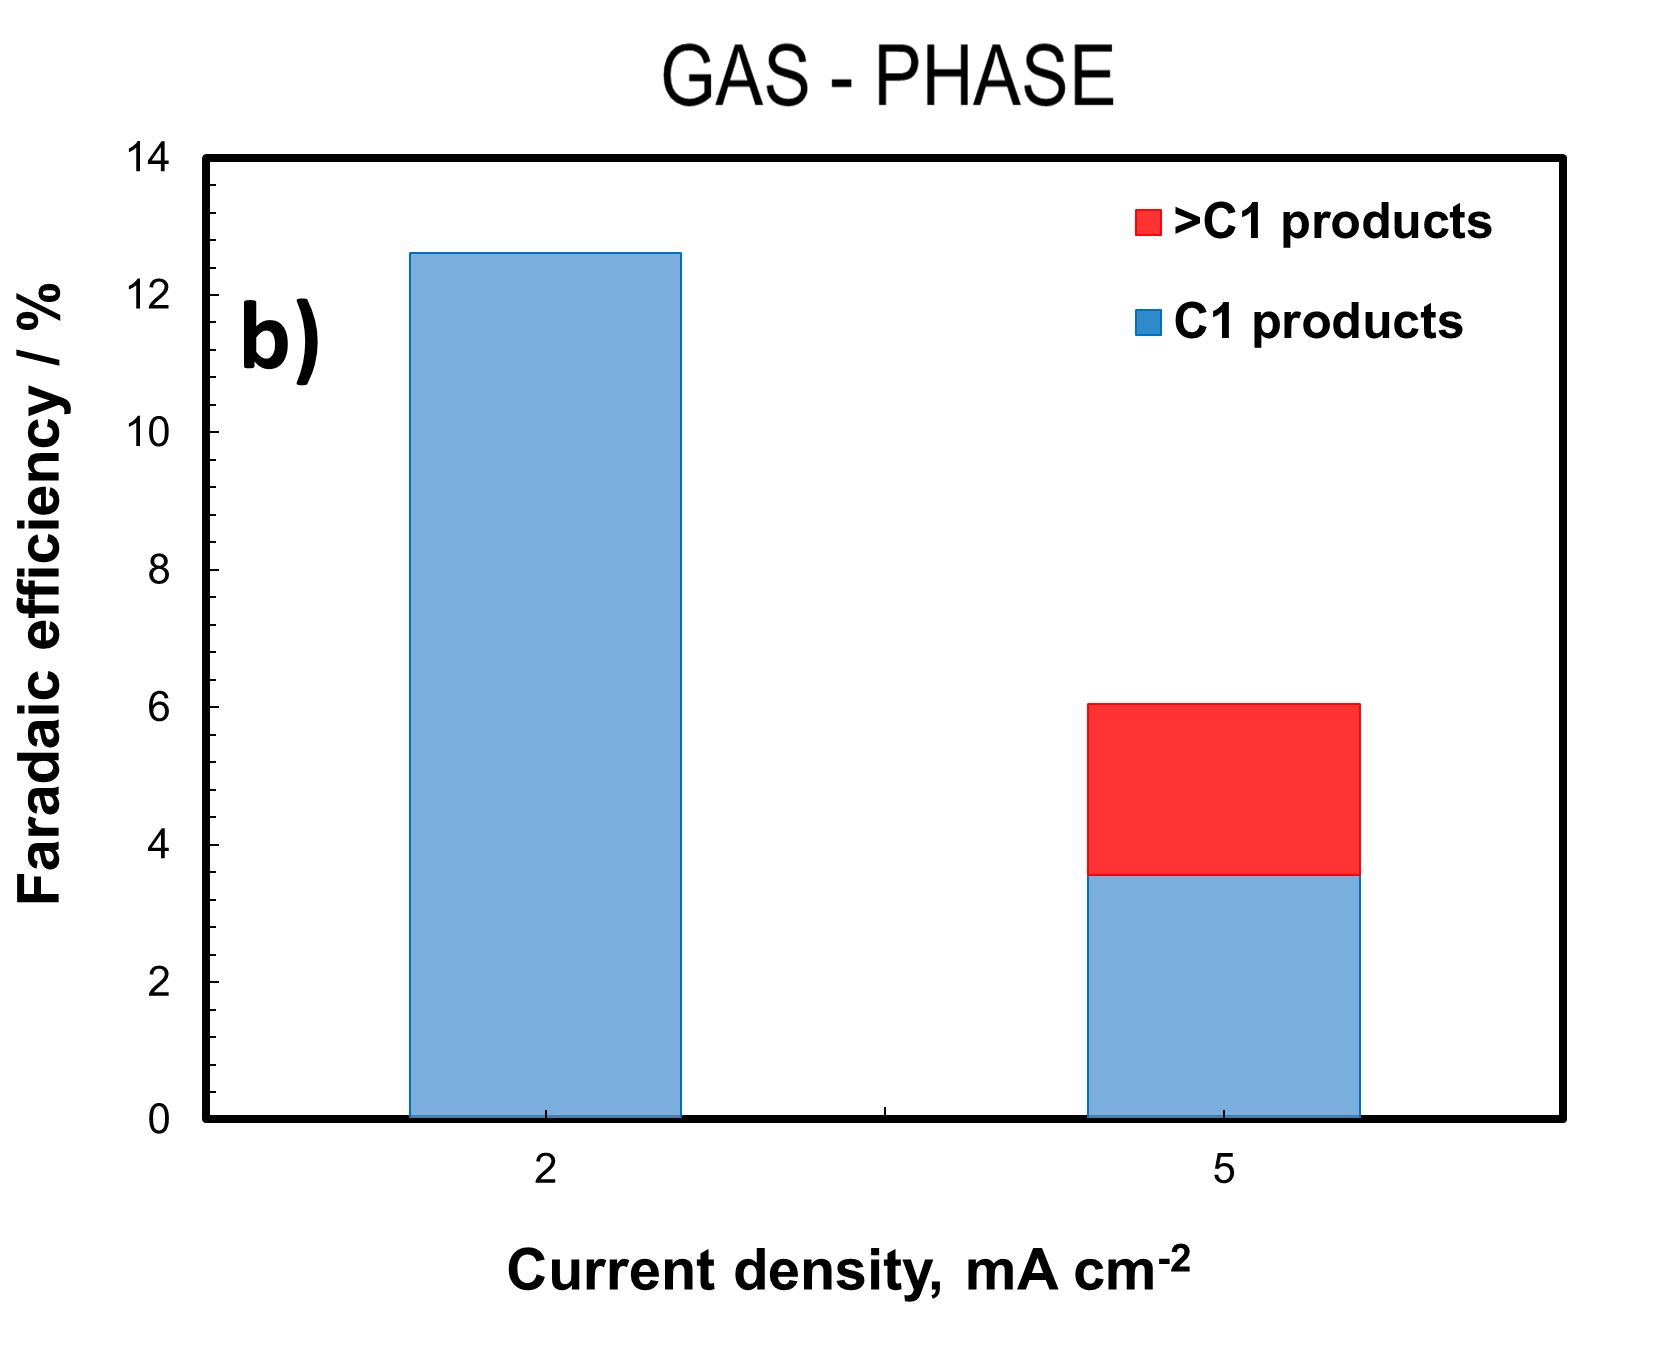 GAS - PHASE
14
12
10
8
6
4
2
0
Faradaic efficiency / %
b)
>C1 products
C1 products
2
5
Current density, mA cm-2